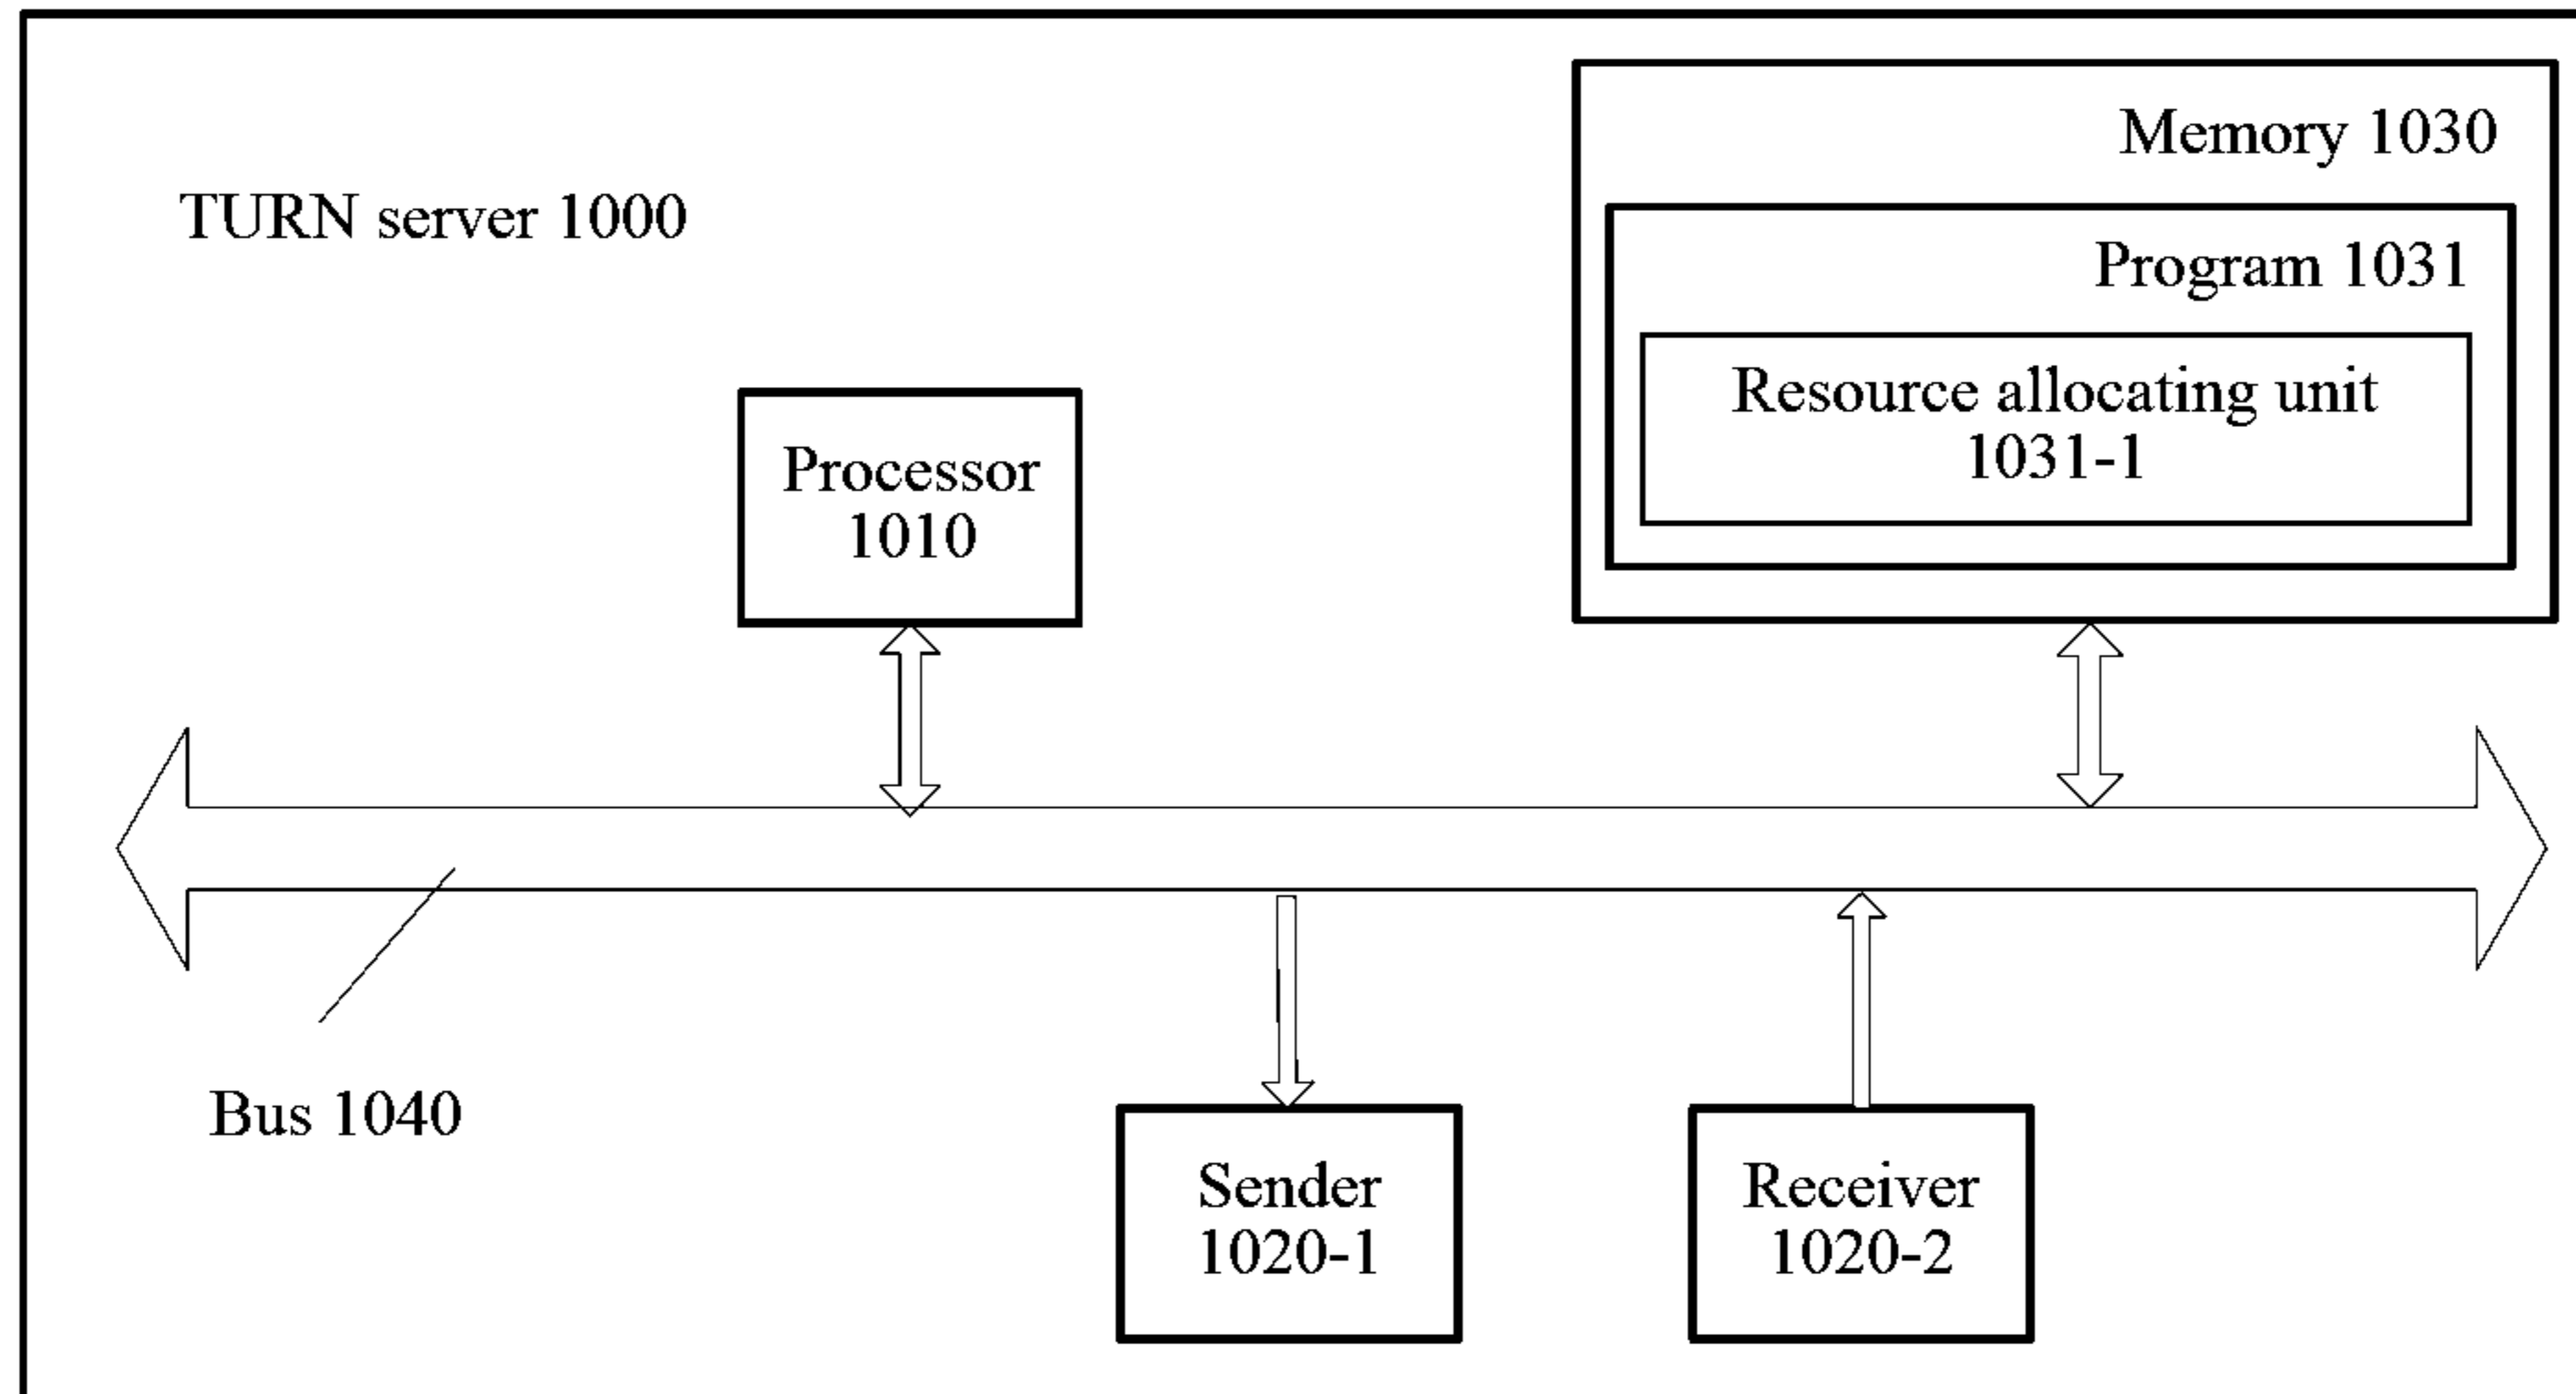 Memory 1030
TURN server 1000
Program 1031
Resource allocating unit
1031-1
Processor
1010
Bus 1040
Sender
1020-1
Receiver
1020-2